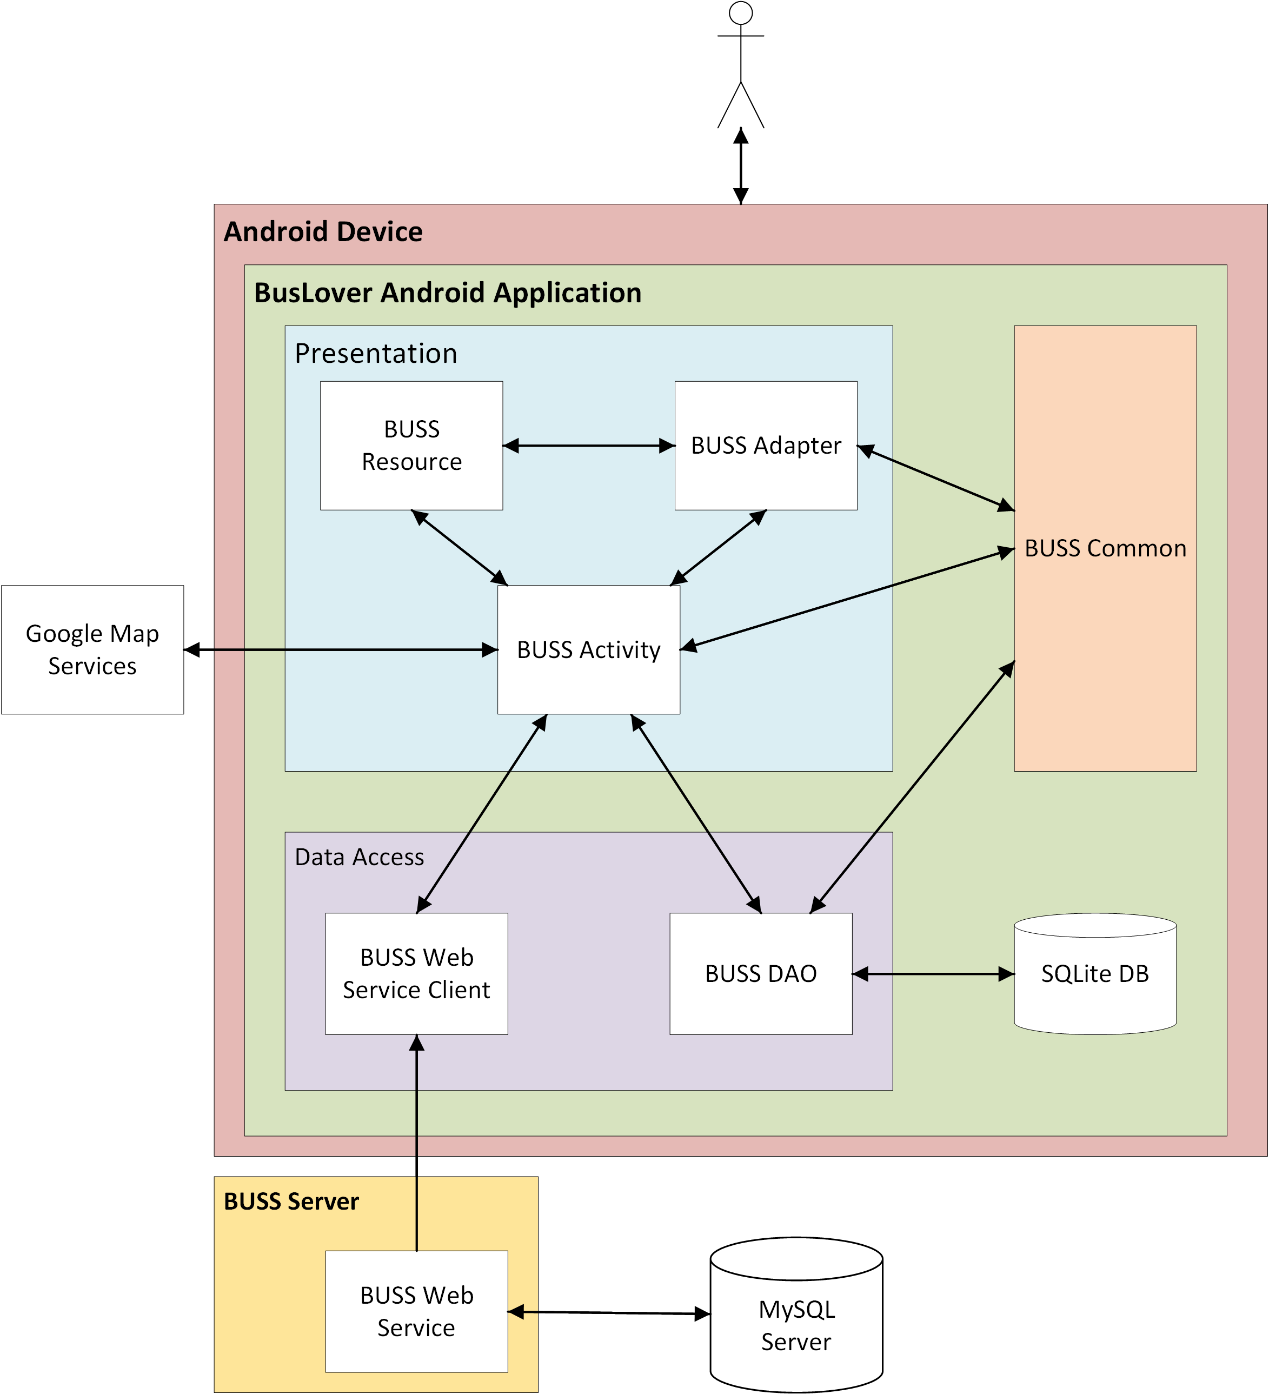 Android Device
BusLover Android Application
Presentation
BUSS
Resource
BUSS Adapter
BUSS Common
Google Map
Services
BUSS Activity
Data Access
BUSS Web
Service Client
BUSS DAO
SQLite DB
BUSS Server
BUSS Web
Service
MySQL
Server